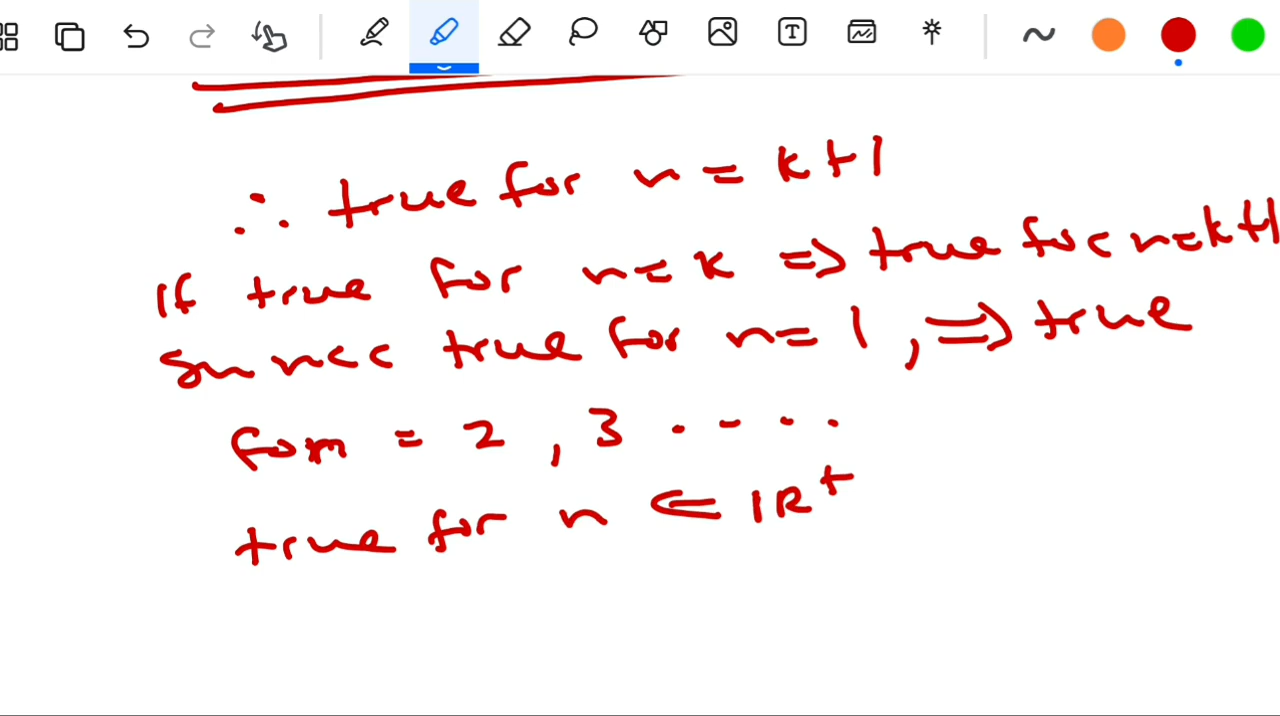 ∴ true for n = k+1
If true for n = k ⇒ true for n = k+1
Since true for n = 1 , ⇒ true
for n = 2 , 3 . . . .
true for n ∈ ℝ⁺